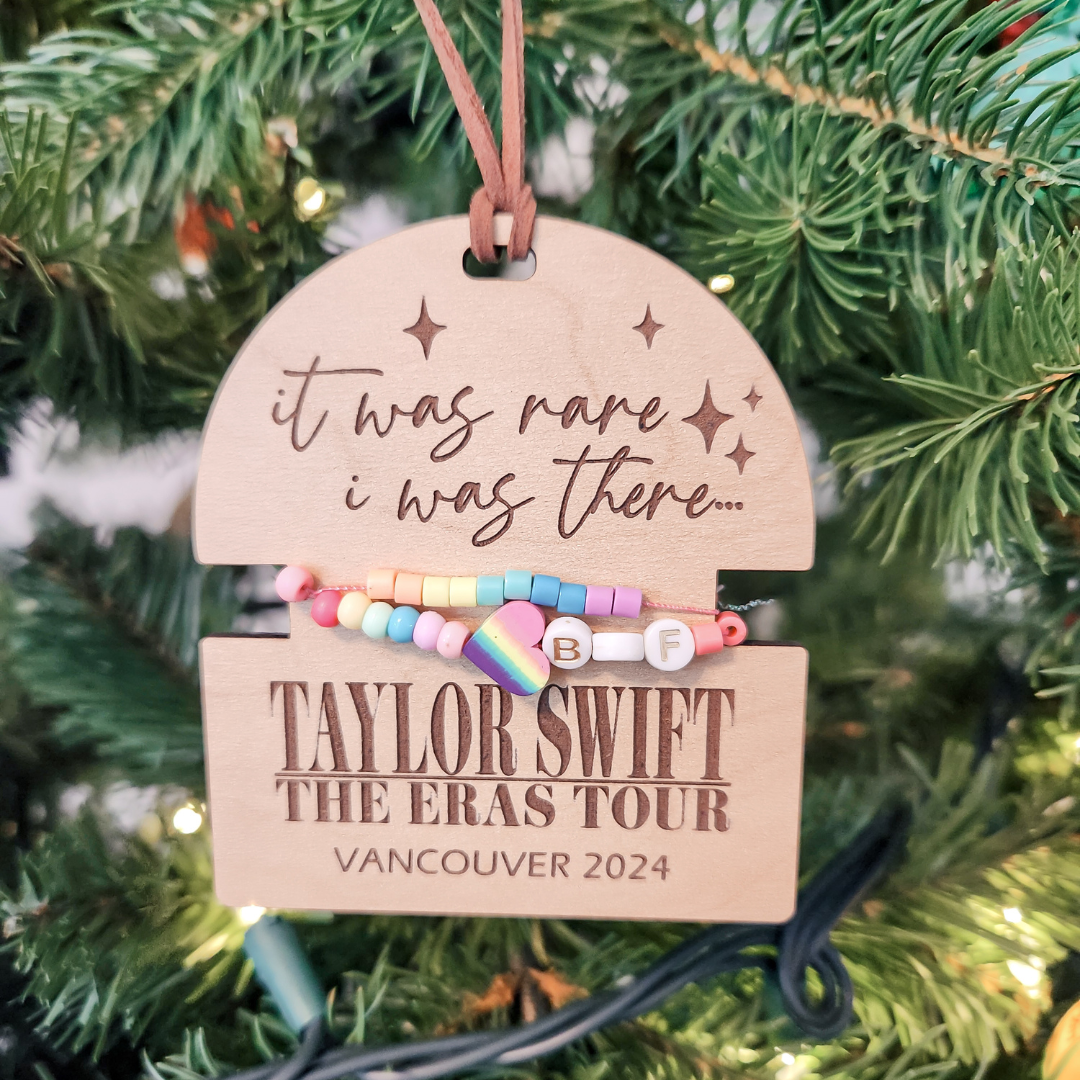 it was rare
i was there...
B F
TAYLOR SWIFT
THE ERAS TOUR
VANCOUVER 2024